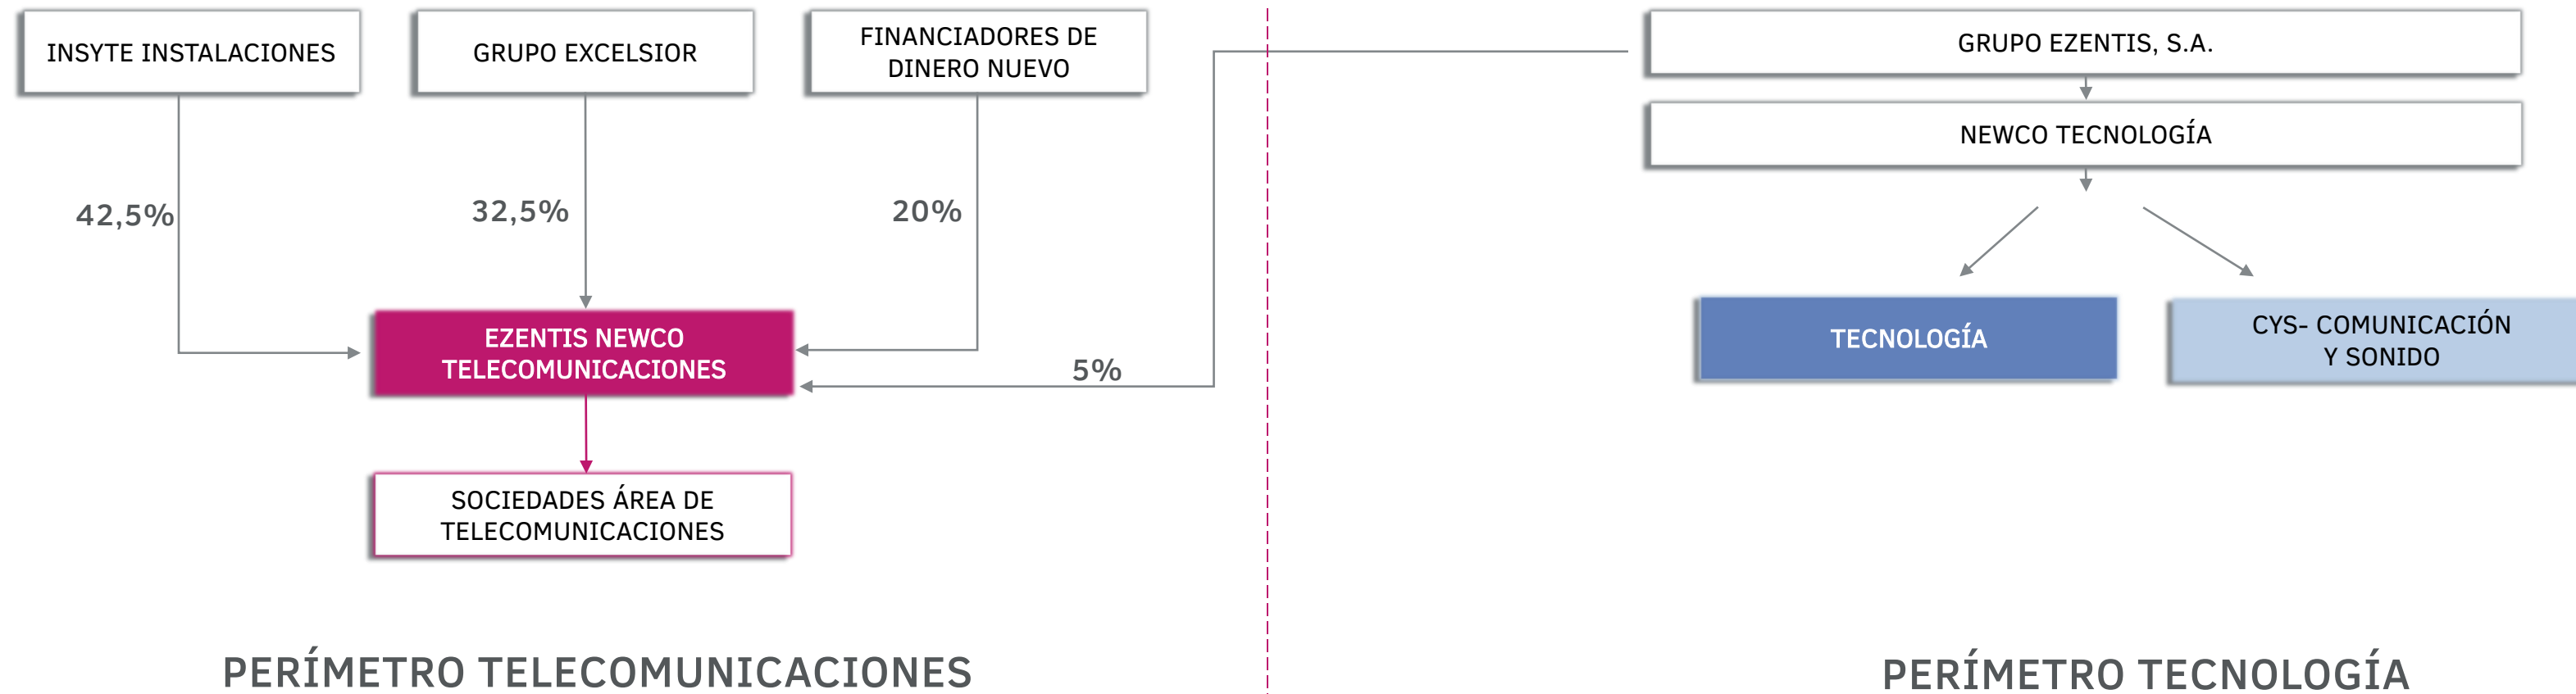 INSYTE INSTALACIONES
GRUPO EXCELSIOR
FINANCIADORES DE
DINERO NUEVO
GRUPO EZENTIS, S.A.
NEWCO TECNOLOGÍA
42,5%
32,5%
20%
EZENTIS NEWCO
TELECOMUNICACIONES
5%
TECNOLOGÍA
CYS- COMUNICACIÓN
Y SONIDO
SOCIEDADES ÁREA DE
TELECOMUNICACIONES
PERÍMETRO TELECOMUNICACIONES
PERÍMETRO TECNOLOGÍA